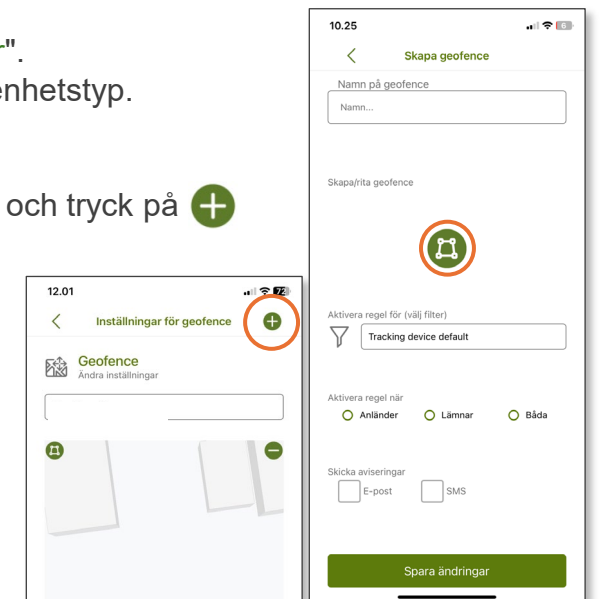 r".
enhetstyp.
och tryck på
12.01
72
Inställningar för geofence
Geofence
Ändra inställningar
10.25
6
Skapa geofence
Namn på geofence
Namn...
Skapa/rita geofence
Aktivera regel för (välj filter)
Tracking device default
Aktivera regel när
Anländer
Lämnar
Båda
Skicka aviseringar
E-post
SMS
Spara ändringar